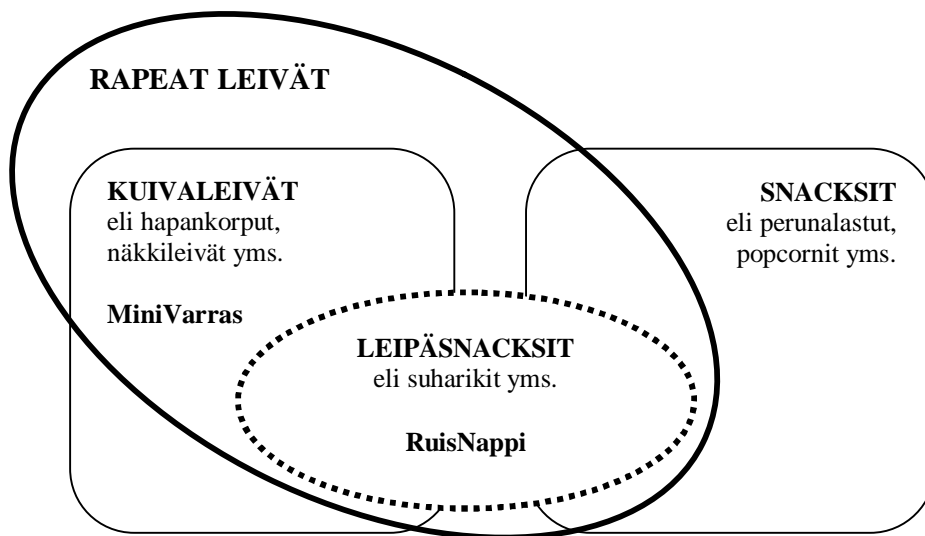 RAPEAT LEIVÄT
KUIVALEIVÄT
eli hapankorput,
näkkileivät yms.
MiniVarras
SNACKSIT
eli perunalastut,
popcornit yms.
LEIPÄSNACKSIT
eli suharikit yms.
RuisNappi